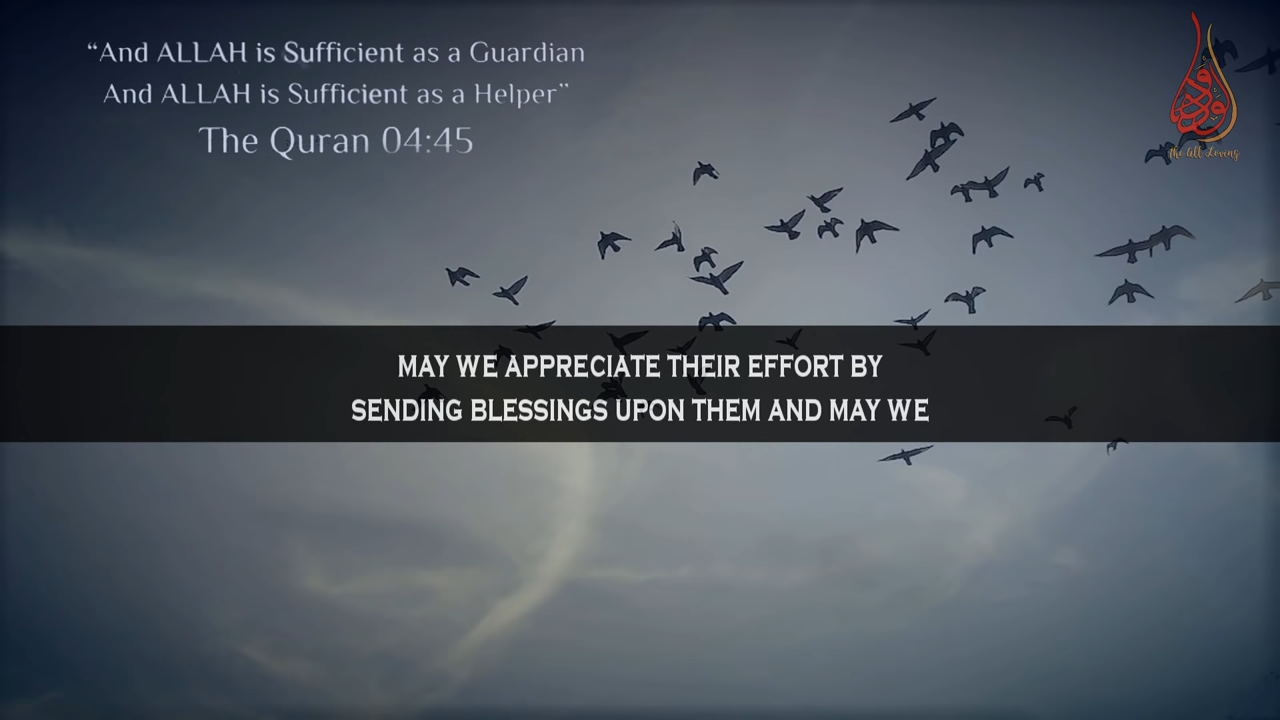 “And ALLAH is Sufficient as a Guardian
And ALLAH is Sufficient as a Helper”
The Quran 04:45
الودود
the All Loving
MAY WE APPRECIATE THEIR EFFORT BY
SENDING BLESSINGS UPON THEM AND MAY WE